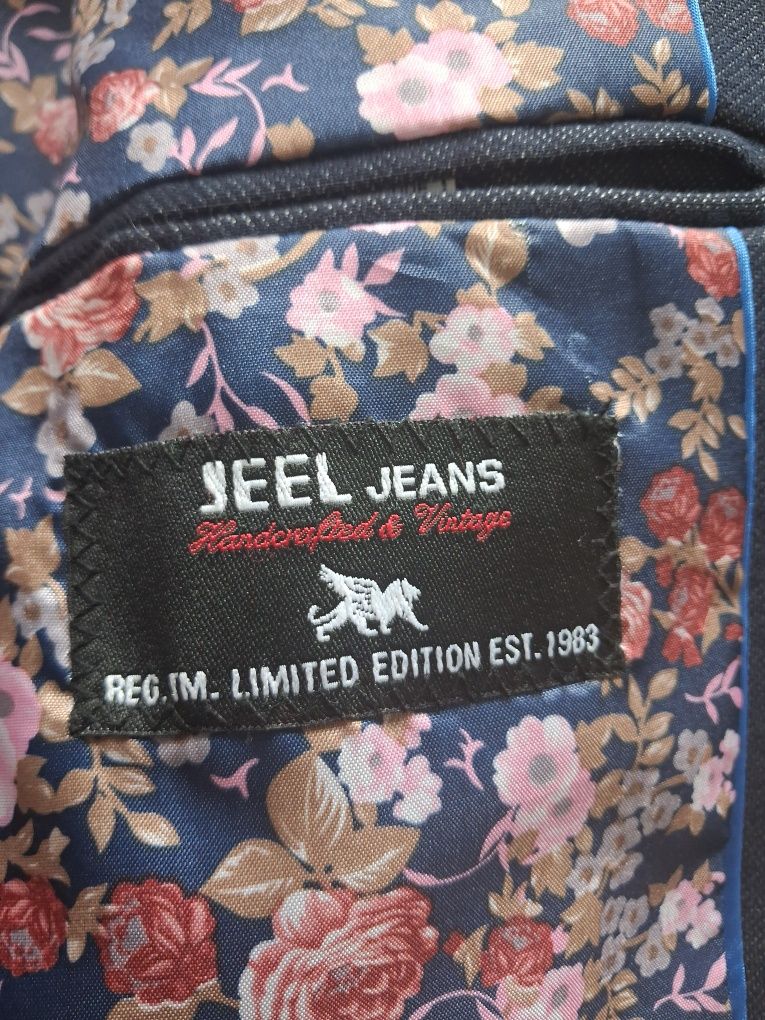 JEEL JEANS
Handcrafted & Vintage
REG.TM. LIMITED EDITION EST. 1983